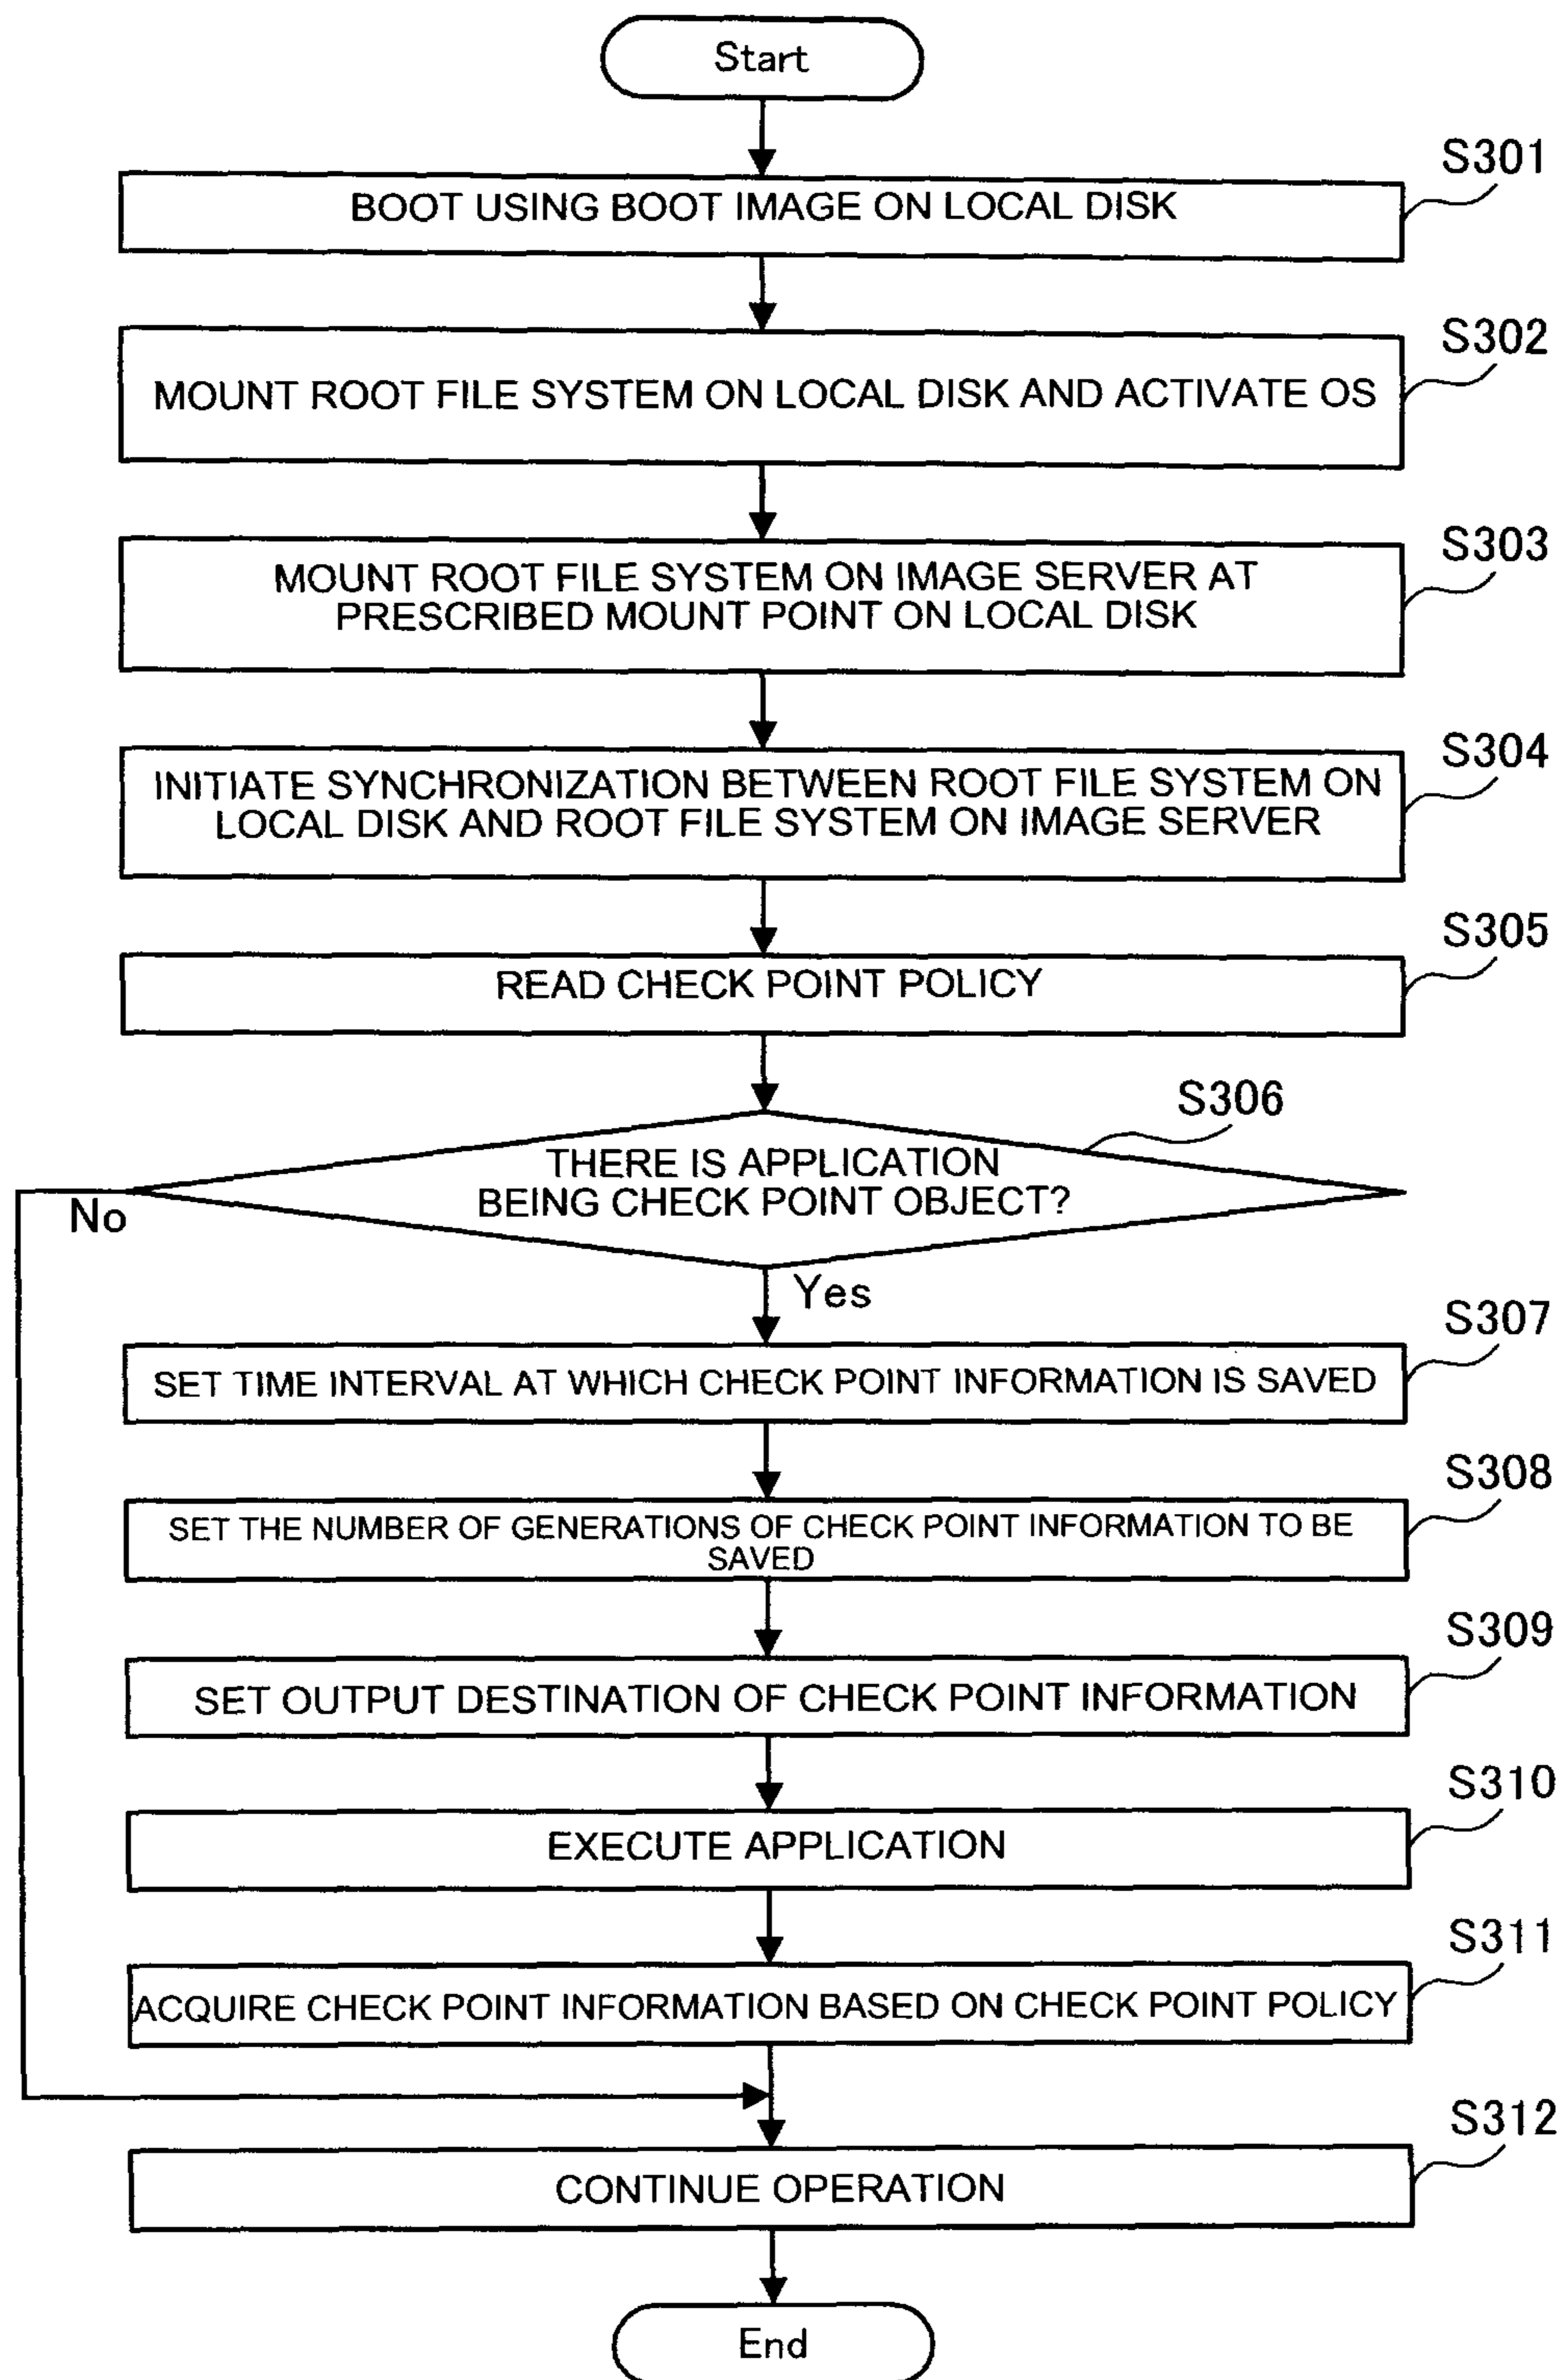 Start
S301
BOOT USING BOOT IMAGE ON LOCAL DISK
S302
MOUNT ROOT FILE SYSTEM ON LOCAL DISK AND ACTIVATE OS
S303
MOUNT ROOT FILE SYSTEM ON IMAGE SERVER AT
PRESCRIBED MOUNT POINT ON LOCAL DISK
S304
INITIATE SYNCHRONIZATION BETWEEN ROOT FILE SYSTEM ON
LOCAL DISK AND ROOT FILE SYSTEM ON IMAGE SERVER
S305
READ CHECK POINT POLICY
S306
THERE IS APPLICATION
BEING CHECK POINT OBJECT?
No
Yes
S307
SET TIME INTERVAL AT WHICH CHECK POINT INFORMATION IS SAVED
S308
SET THE NUMBER OF GENERATIONS OF CHECK POINT INFORMATION TO BE
SAVED
S309
SET OUTPUT DESTINATION OF CHECK POINT INFORMATION
S310
EXECUTE APPLICATION
S311
ACQUIRE CHECK POINT INFORMATION BASED ON CHECK POINT POLICY
S312
CONTINUE OPERATION
End